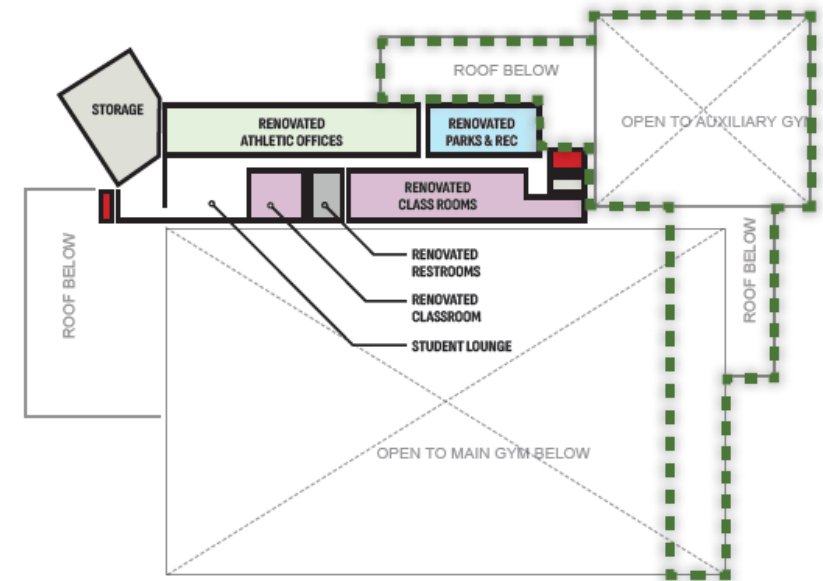 ROOF BELOW
STORAGE
RENOVATED
ATHLETIC OFFICES
RENOVATED
PARKS & REC
OPEN TO AUXILIARY GY
RENOVATED
CLASS ROOMS
ROOF BELOW
ROOF BELOW
RENOVATED
RESTROOMS
RENOVATED
CLASSROOM
STUDENT LOUNGE
OPEN TO MAIN GYM BELOW